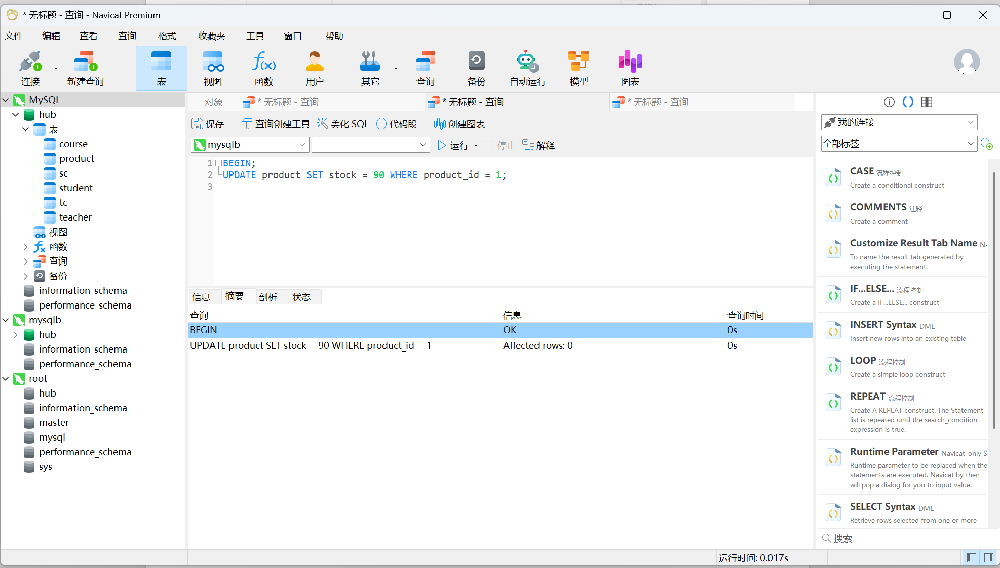 * 无标题 - 查询 - Navicat Premium
文件 编辑 查看 查询 格式 收藏夹 工具 窗口 帮助
连接 新建查询 表 视图 函数 用户 其它 查询 备份 自动运行 模型 图表
MySQL
hub
表
course
product
sc
student
tc
teacher
视图
函数
查询
备份
information_schema
performance_schema
mysqlb
hub
information_schema
performance_schema
root
hub
information_schema
master
mysql
performance_schema
sys
对象 * 无标题 - 查询 * 无标题 - 查询 * 无标题 - 查询
保存 查询创建工具 美化 SQL () 代码段 创建图表
mysqlb 运行 停止 解释
1 BEGIN;
2 UPDATE product SET stock = 90 WHERE product_id = 1;
3
信息 摘要 剖析 状态
查询 信息 查询时间
BEGIN OK 0s
UPDATE product SET stock = 90 WHERE product_id = 1 Affected rows: 0 0s
我的连接
全部标签
CASE 流程控制
Create a conditional construct
COMMENTS 注释
Create a comment
Customize Result Tab Name Na
To name the result tab generated by
executing the statement.
IF...ELSE... 流程控制
Create a IF...ELSE... construct
INSERT Syntax DML
Insert new rows into an existing table
LOOP 流程控制
Create a simple loop construct
REPEAT 流程控制
Create A REPEAT construct. The Statement
list is repeated until the search_condition
expression is true.
Runtime Parameter Navicat-only S
Runtime parameter to be replaced when the
statements are executed. Navicat by then
will pop a dialog for you to input value.
SELECT Syntax DML
Retrieve rows selected from one or more
搜索
运行时间: 0.017s